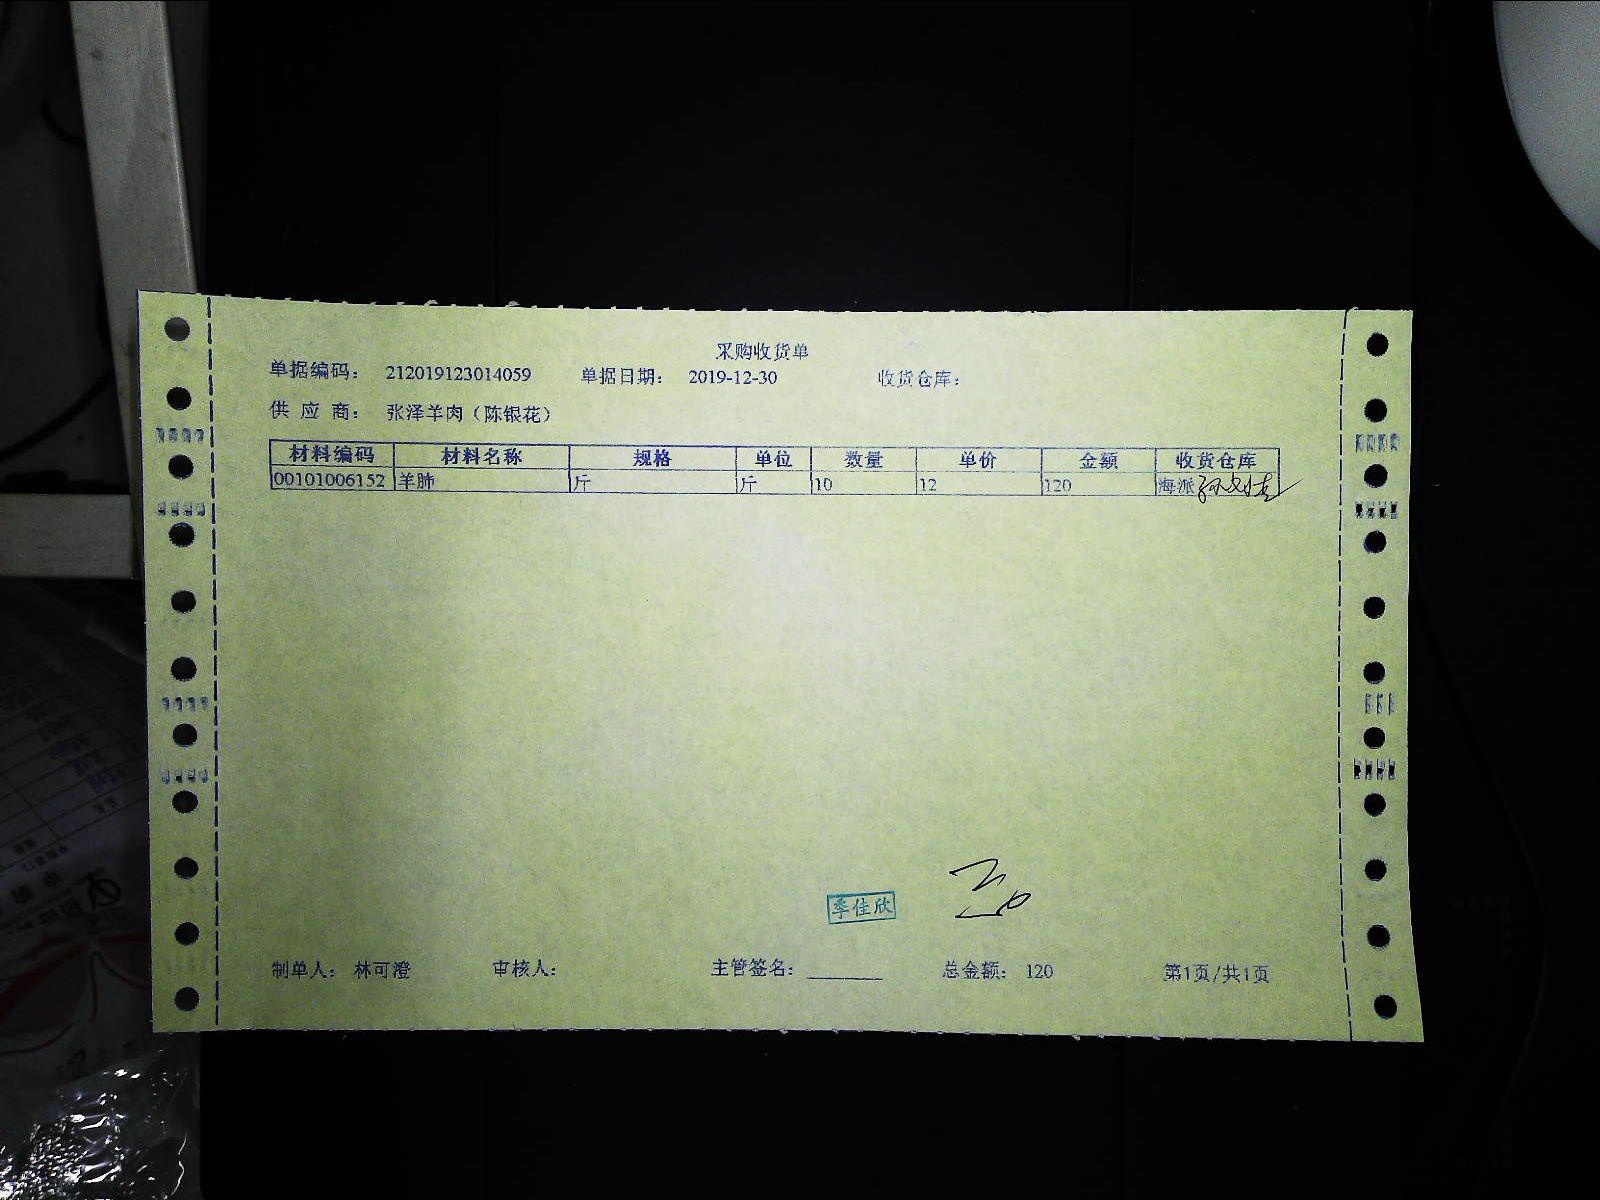 采购收货单
单据编码： 212019123014059 单据日期： 2019-12-30 收货仓库：
供 应 商： 张泽羊肉（陈银花）
材料编码 材料名称 规格 单位 数量 单价 金额 收货仓库
00101006152 羊肺 斤 斤 10 12 120 海派
季佳欣
制单人： 林可澄 审核人： 主管签名： ________ 总金额： 120 第1页/共1页